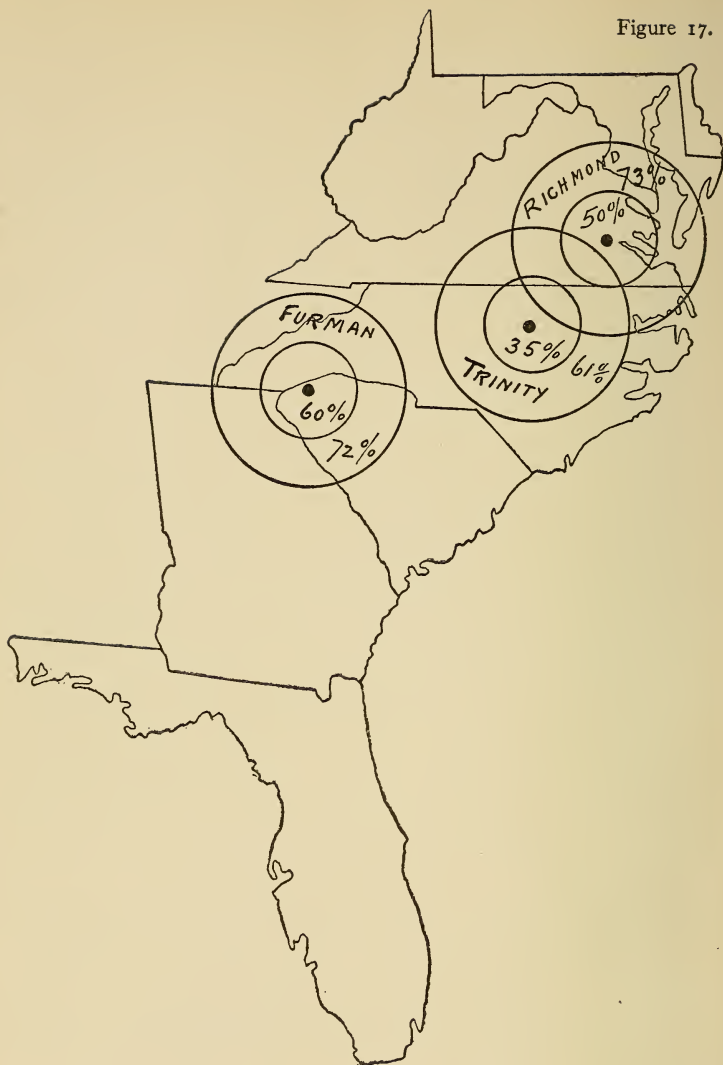 Figure 17.
RICHMOND
73%
50%
FURMAN
60%
72%
35%
61%
TRINITY